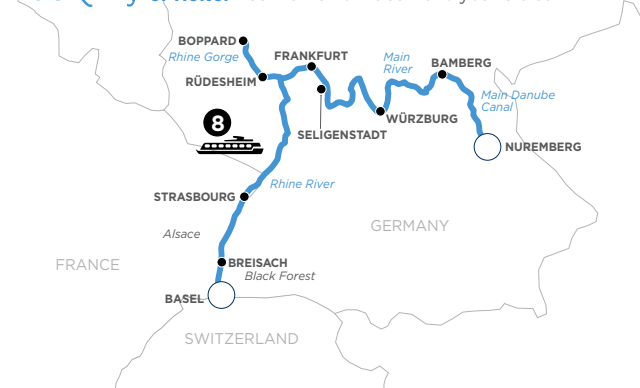 BOPPARD
FRANKFURT
Rhine Gorge
Main
River
BAMBERG
RÜDESHEIM
Main Danube
Canal
8
WÜRZBURG
SELIGENSTADT
NUREMBERG
Rhine River
STRASBOURG
GERMANY
Alsace
FRANCE
BREISACH
Black Forest
BASEL
SWITZERLAND